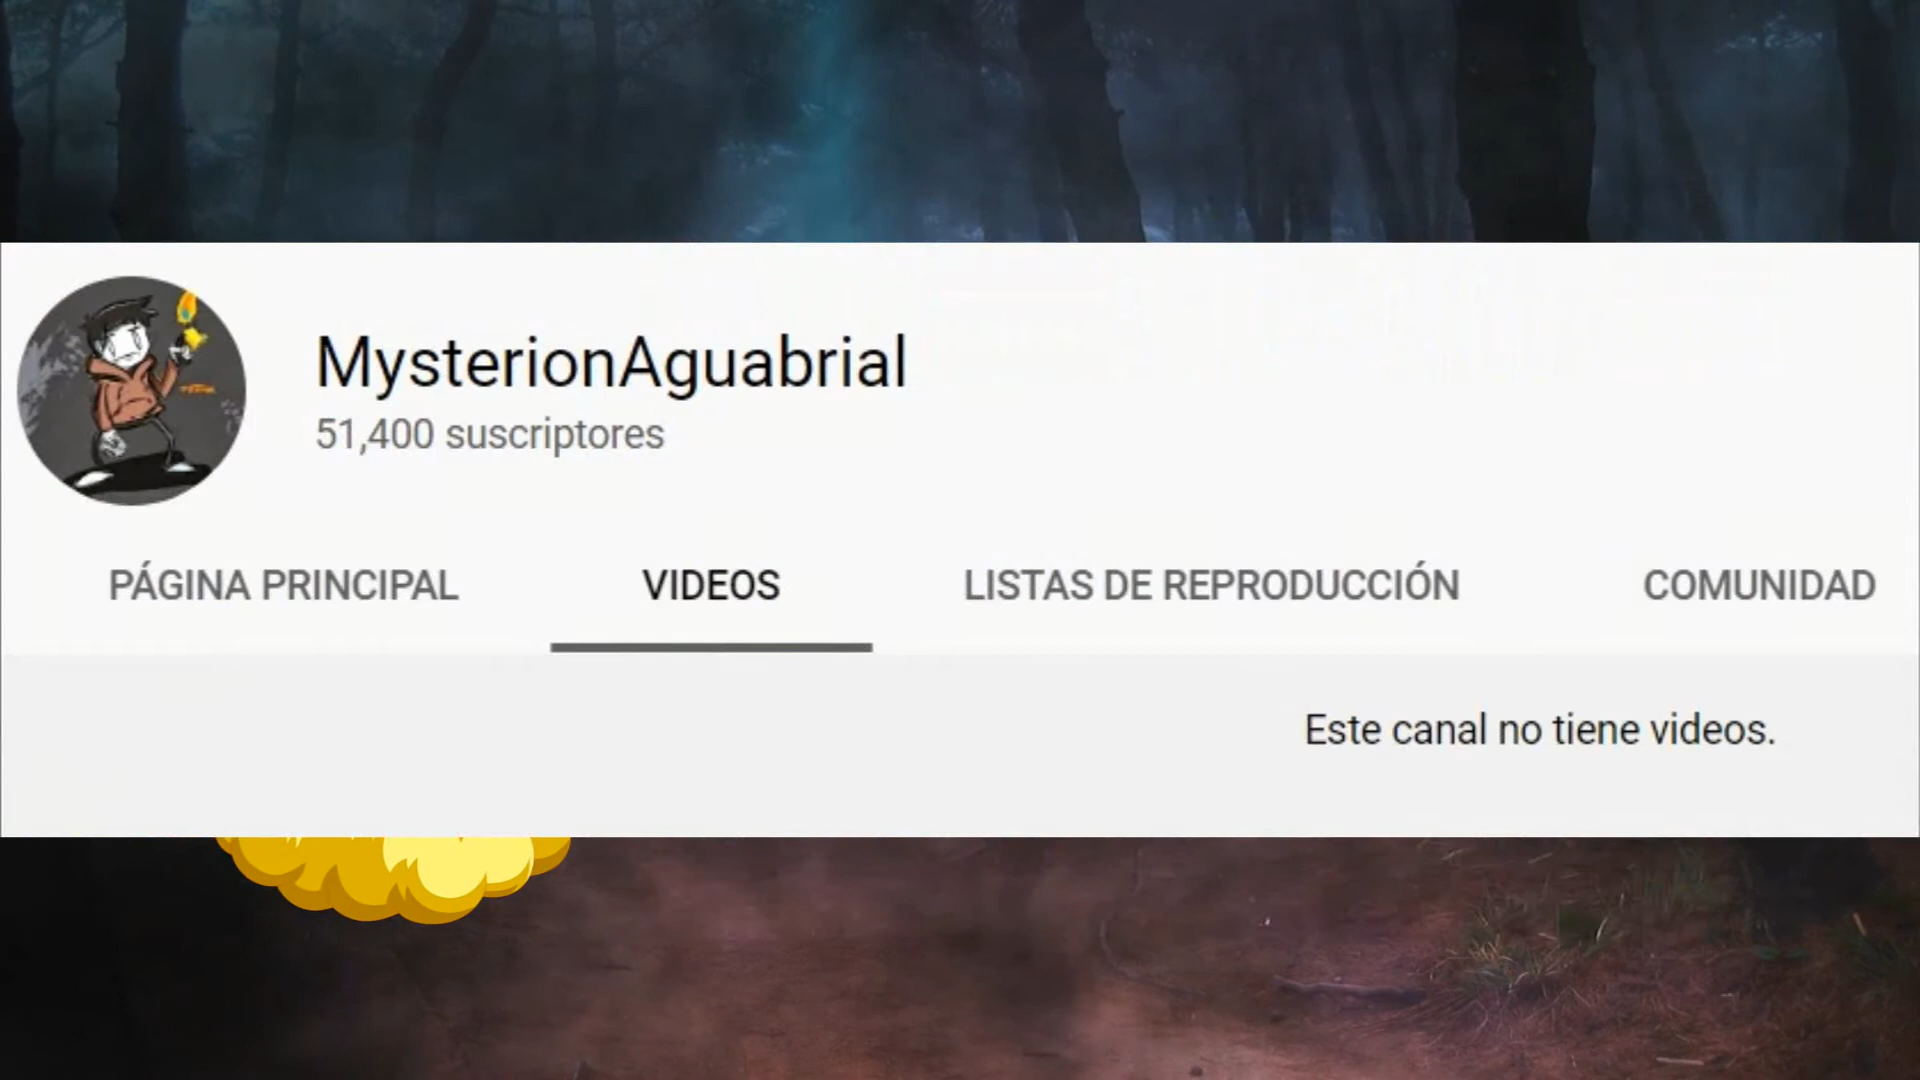 MysterionAguabrial
51,400 suscriptores
PÁGINA PRINCIPAL VIDEOS LISTAS DE REPRODUCCIÓN COMUNIDAD
Este canal no tiene videos.